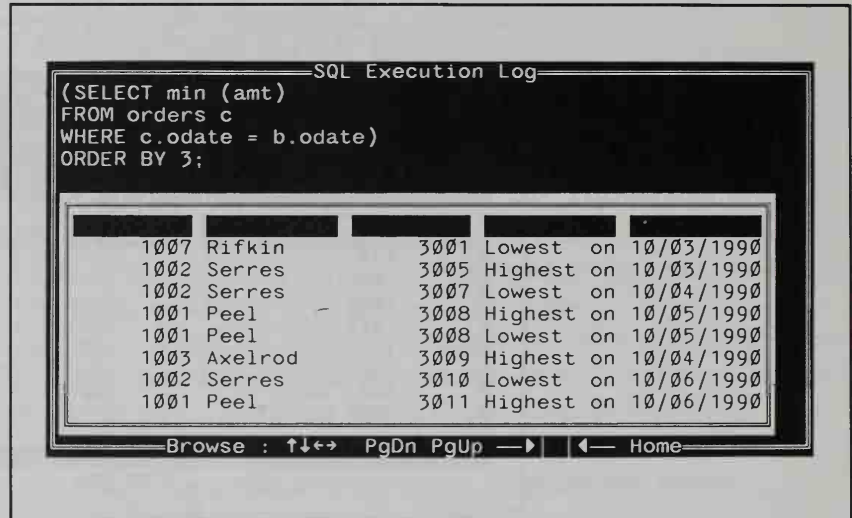 SQL Execution Log
(SELECT min (amt)
FROM orders c
WHERE c.odate = b.odate)
ORDER BY 3;
1007 Rifkin 3001 Lowest on 10/03/1990
1002 Serres 3005 Highest on 10/03/1990
1002 Serres 3007 Lowest on 10/04/1990
1001 Peel 3008 Highest on 10/05/1990
1001 Peel 3008 Lowest on 10/05/1990
1003 Axelrod 3009 Highest on 10/04/1990
1002 Serres 3010 Lowest on 10/06/1990
1001 Peel 3011 Highest on 10/06/1990
Browse : ↑↓←→ PgDn PgUp —▶│ │◀— Home